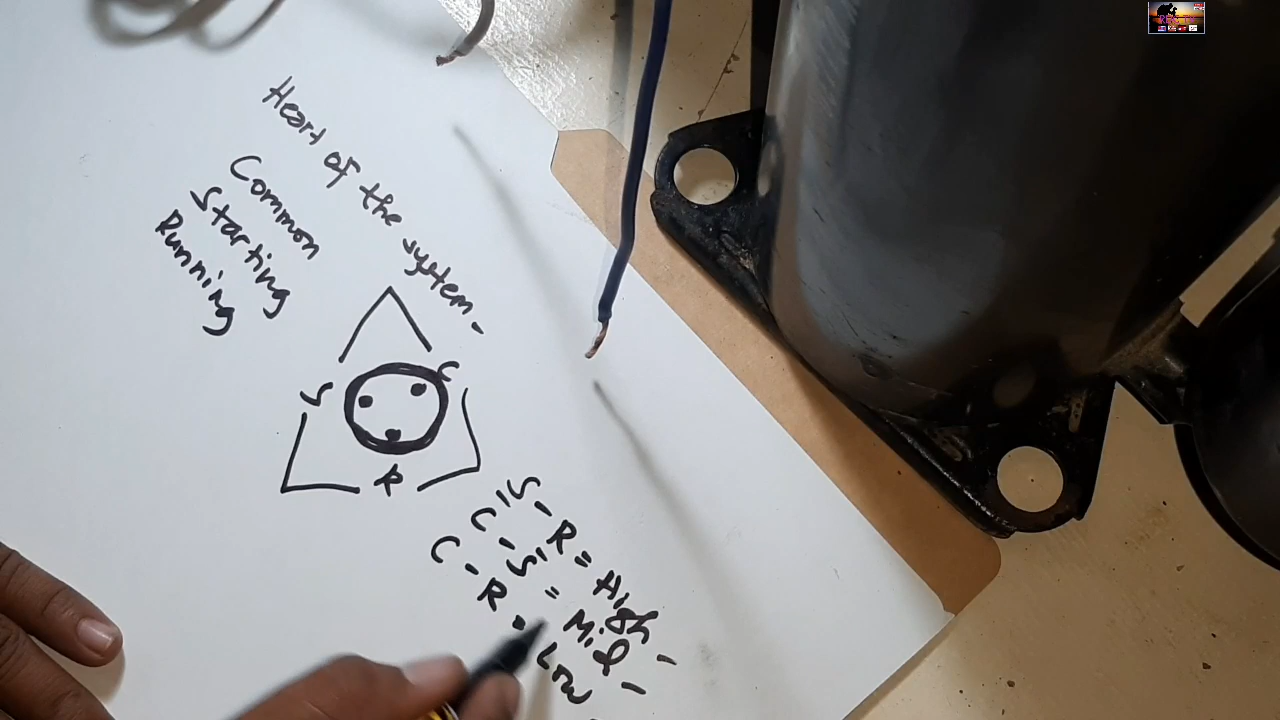 Heart of the system-
Common
Starting
Running
S
C
R
S-R = High -
C-S = Mid -
C-R = Low